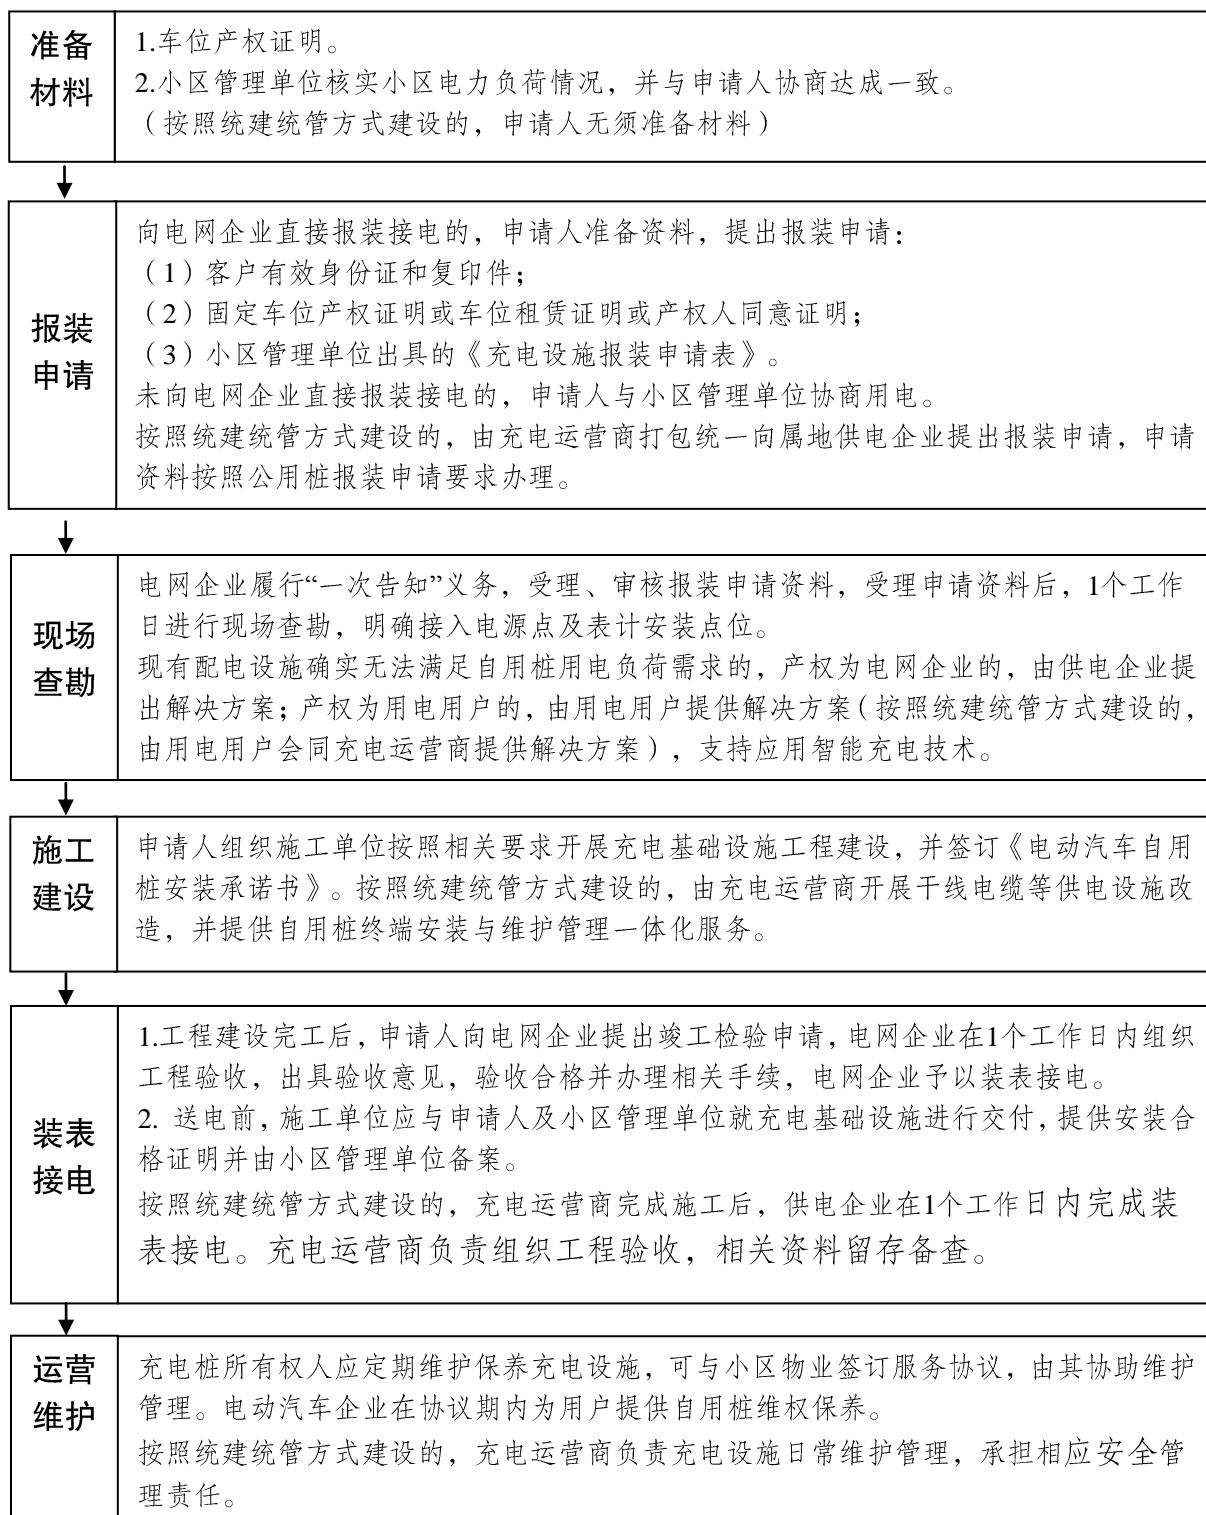 准备
材料
1.车位产权证明。
2.小区管理单位核实小区电力负荷情况，并与申请人协商达成一致。
（按照统建统管方式建设的，申请人无须准备材料）
报装
申请
向电网企业直接报装接电的，申请人准备资料，提出报装申请：
（1）客户有效身份证和复印件；
（2）固定车位产权证明或车位租赁证明或产权人同意证明；
（3）小区管理单位出具的《充电设施报装申请表》。
未向电网企业直接报装接电的，申请人与小区管理单位协商用电。
按照统建统管方式建设的，由充电运营商打包统一向属地供电企业提出报装申请，申请
资料按照公用桩报装申请要求办理。
现场
查勘
电网企业履行“一次告知”义务，受理、审核报装申请资料，受理申请资料后，1个工作
日进行现场查勘，明确接入电源点及表计安装点位。
现有配电设施确实无法满足自用桩用电负荷需求的，产权为电网企业的，由供电企业提
出解决方案；产权为用电用户的，由用电用户提供解决方案（按照统建统管方式建设的，
由用电用户会同充电运营商提供解决方案），支持应用智能充电技术。
施工
建设
申请人组织施工单位按照相关要求开展充电基础设施工程建设，并签订《电动汽车自用
桩安装承诺书》。按照统建统管方式建设的，由充电运营商开展干线电缆等供电设施改
造，并提供自用桩终端安装与维护管理一体化服务。
装表
接电
1.工程建设完工后，申请人向电网企业提出竣工检验申请，电网企业在1个工作日内组织
工程验收，出具验收意见，验收合格并办理相关手续，电网企业予以装表接电。
2. 送电前，施工单位应与申请人及小区管理单位就充电基础设施进行交付，提供安装合
格证明并由小区管理单位备案。
按照统建统管方式建设的，充电运营商完成施工后，供电企业在1个工作日内完成装
表接电。充电运营商负责组织工程验收，相关资料留存备查。
运营
维护
充电桩所有权人应定期维护保养充电设施，可与小区物业签订服务协议，由其协助维护
管理。电动汽车企业在协议期内为用户提供自用桩维权保养。
按照统建统管方式建设的，充电运营商负责充电设施日常维护管理，承担相应安全管
理责任。